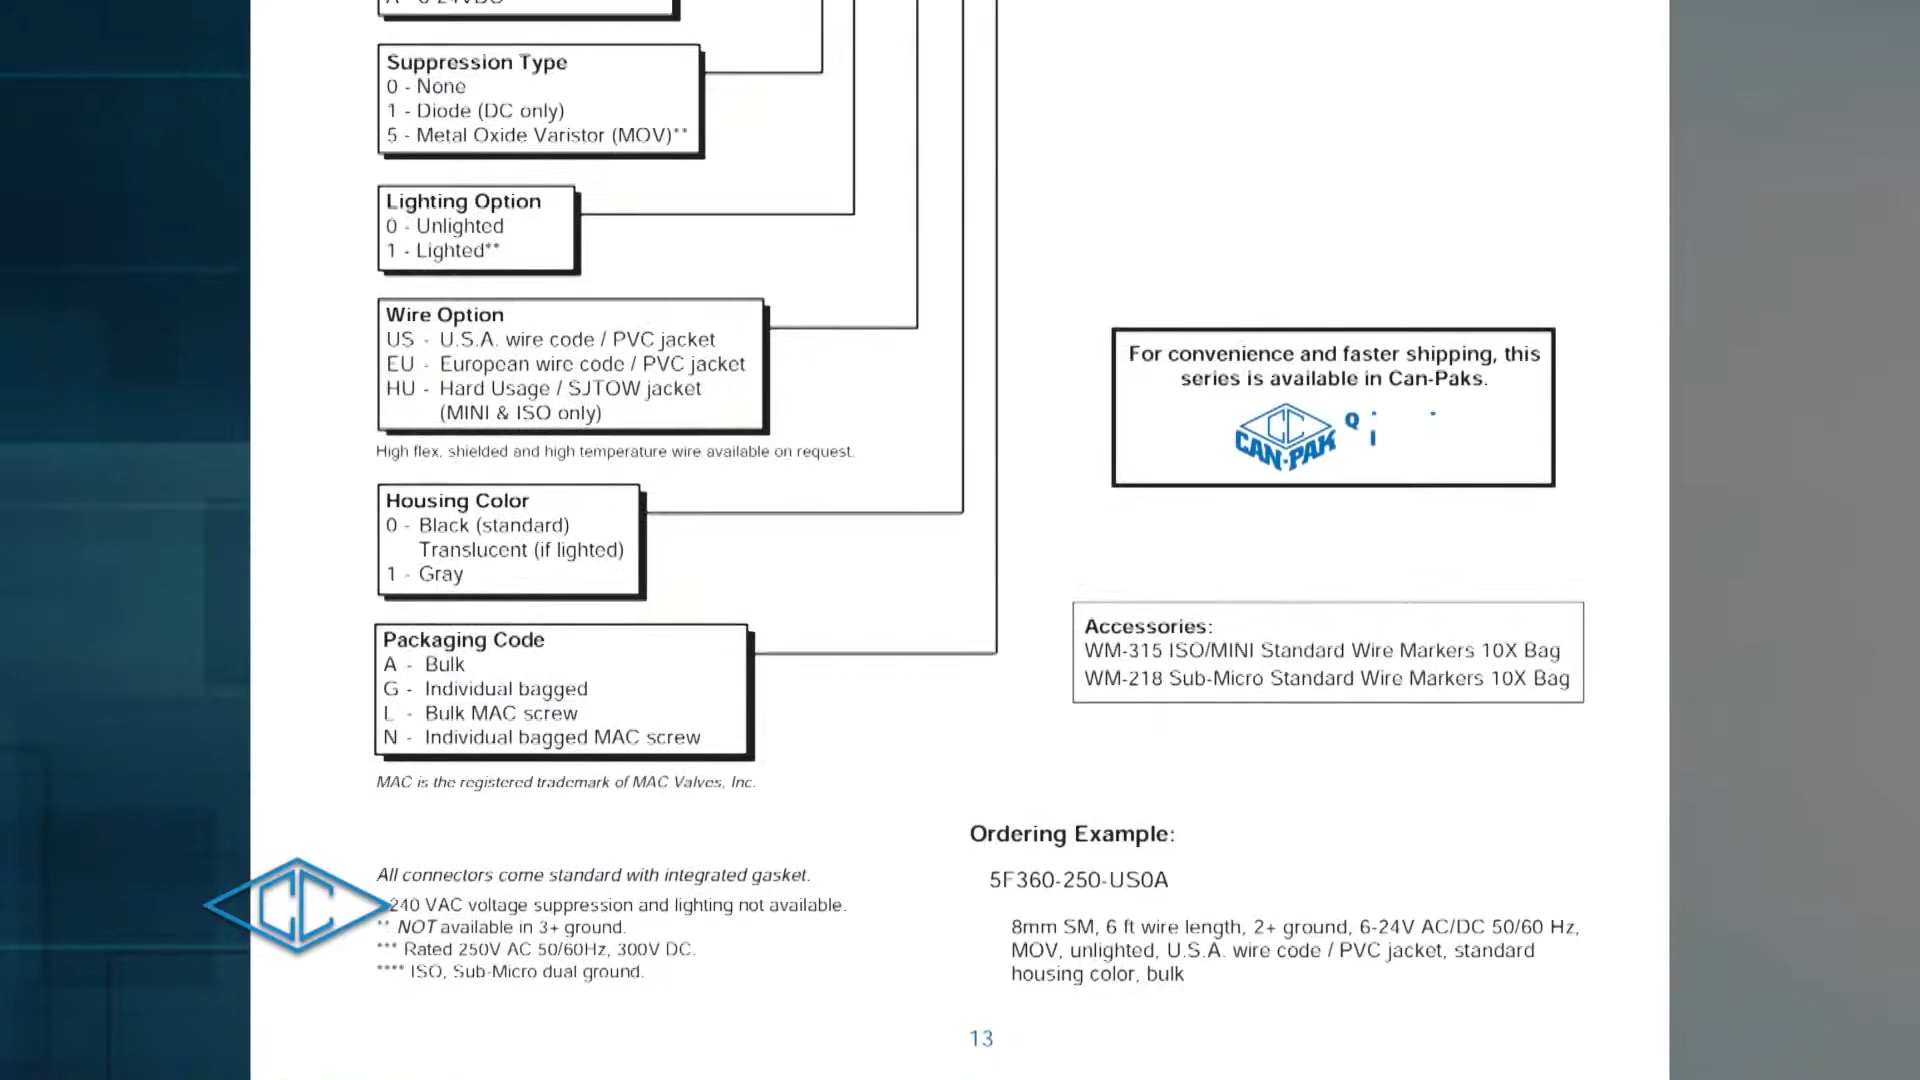 Suppression Type
0 - None
1 - Diode (DC only)
5 - Metal Oxide Varistor (MOV)**
Lighting Option
0 - Unlighted
1 - Lighted**
Wire Option
US - U.S.A. wire code / PVC jacket
EU - European wire code / PVC jacket
HU - Hard Usage / SJTOW jacket
(MINI & ISO only)
High flex, shielded and high temperature wire available on request.
Housing Color
0 - Black (standard)
Translucent (if lighted)
1 - Gray
Packaging Code
A - Bulk
G - Individual bagged
L - Bulk MAC screw
N - Individual bagged MAC screw
MAC is the registered trademark of MAC Valves, Inc.
For convenience and faster shipping, this
series is available in Can-Paks.
CC
CAN-PAK
Accessories:
WM-315 ISO/MINI Standard Wire Markers 10X Bag
WM-218 Sub-Micro Standard Wire Markers 10X Bag
All connectors come standard with integrated gasket.
240 VAC voltage suppression and lighting not available.
** NOT available in 3+ ground.
*** Rated 250V AC 50/60Hz, 300V DC.
**** ISO, Sub-Micro dual ground.
CC
Ordering Example:
5F360-250-US0A
8mm SM, 6 ft wire length, 2+ ground, 6-24V AC/DC 50/60 Hz,
MOV, unlighted, U.S.A. wire code / PVC jacket, standard
housing color, bulk
13